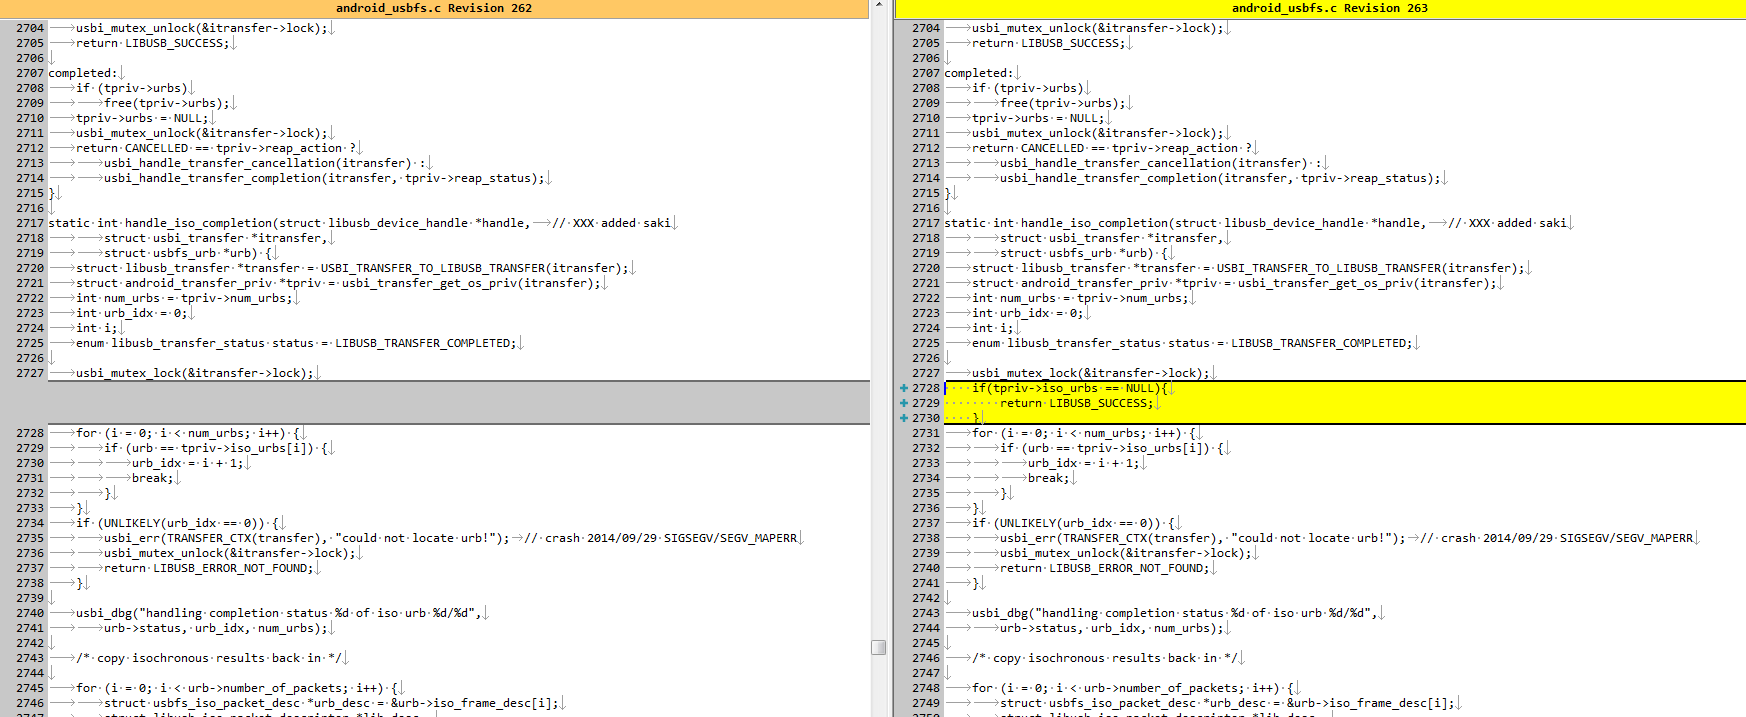 android_usbfs.c Revision 262
2704 usbi_mutex_unlock(&itransfer->lock);
2705 return LIBUSB_SUCCESS;
2706
2707 completed:
2708 if (tpriv->urbs)
2709 free(tpriv->urbs);
2710 tpriv->urbs = NULL;
2711 usbi_mutex_unlock(&itransfer->lock);
2712 return CANCELLED == tpriv->reap_action ?
2713 usbi_handle_transfer_cancellation(itransfer) :
2714 usbi_handle_transfer_completion(itransfer, tpriv->reap_status);
2715 }
2716
2717 static int handle_iso_completion(struct libusb_device_handle *handle, // XXX added saki
2718 struct usbi_transfer *itransfer,
2719 struct usbfs_urb *urb) {
2720 struct libusb_transfer *transfer = USBI_TRANSFER_TO_LIBUSB_TRANSFER(itransfer);
2721 struct android_transfer_priv *tpriv = usbi_transfer_get_os_priv(itransfer);
2722 int num_urbs = tpriv->num_urbs;
2723 int urb_idx = 0;
2724 int i;
2725 enum libusb_transfer_status status = LIBUSB_TRANSFER_COMPLETED;
2726
2727 usbi_mutex_lock(&itransfer->lock);
2728 for (i = 0; i < num_urbs; i++) {
2729 if (urb == tpriv->iso_urbs[i]) {
2730 urb_idx = i + 1;
2731 break;
2732 }
2733 }
2734 if (UNLIKELY(urb_idx == 0)) {
2735 usbi_err(TRANSFER_CTX(transfer), "could not locate urb!"); // crash 2014/09/29 SIGSEGV/SEGV_MAPERR
2736 usbi_mutex_unlock(&itransfer->lock);
2737 return LIBUSB_ERROR_NOT_FOUND;
2738 }
2739
2740 usbi_dbg("handling completion status %d of iso urb %d/%d",
2741 urb->status, urb_idx, num_urbs);
2742
2743 /* copy isochronous results back in */
2744
2745 for (i = 0; i < urb->number_of_packets; i++) {
2746 struct usbfs_iso_packet_desc *urb_desc = &urb->iso_frame_desc[i];
android_usbfs.c Revision 263
2704 usbi_mutex_unlock(&itransfer->lock);
2705 return LIBUSB_SUCCESS;
2706
2707 completed:
2708 if (tpriv->urbs)
2709 free(tpriv->urbs);
2710 tpriv->urbs = NULL;
2711 usbi_mutex_unlock(&itransfer->lock);
2712 return CANCELLED == tpriv->reap_action ?
2713 usbi_handle_transfer_cancellation(itransfer) :
2714 usbi_handle_transfer_completion(itransfer, tpriv->reap_status);
2715 }
2716
2717 static int handle_iso_completion(struct libusb_device_handle *handle, // XXX added saki
2718 struct usbi_transfer *itransfer,
2719 struct usbfs_urb *urb) {
2720 struct libusb_transfer *transfer = USBI_TRANSFER_TO_LIBUSB_TRANSFER(itransfer);
2721 struct android_transfer_priv *tpriv = usbi_transfer_get_os_priv(itransfer);
2722 int num_urbs = tpriv->num_urbs;
2723 int urb_idx = 0;
2724 int i;
2725 enum libusb_transfer_status status = LIBUSB_TRANSFER_COMPLETED;
2726
2727 usbi_mutex_lock(&itransfer->lock);
+ 2728 if(tpriv->iso_urbs == NULL){
+ 2729 return LIBUSB_SUCCESS;
+ 2730 }
2731 for (i = 0; i < num_urbs; i++) {
2732 if (urb == tpriv->iso_urbs[i]) {
2733 urb_idx = i + 1;
2734 break;
2735 }
2736 }
2737 if (UNLIKELY(urb_idx == 0)) {
2738 usbi_err(TRANSFER_CTX(transfer), "could not locate urb!"); // crash 2014/09/29 SIGSEGV/SEGV_MAPERR
2739 usbi_mutex_unlock(&itransfer->lock);
2740 return LIBUSB_ERROR_NOT_FOUND;
2741 }
2742
2743 usbi_dbg("handling completion status %d of iso urb %d/%d",
2744 urb->status, urb_idx, num_urbs);
2745
2746 /* copy isochronous results back in */
2747
2748 for (i = 0; i < urb->number_of_packets; i++) {
2749 struct usbfs_iso_packet_desc *urb_desc = &urb->iso_frame_desc[i];